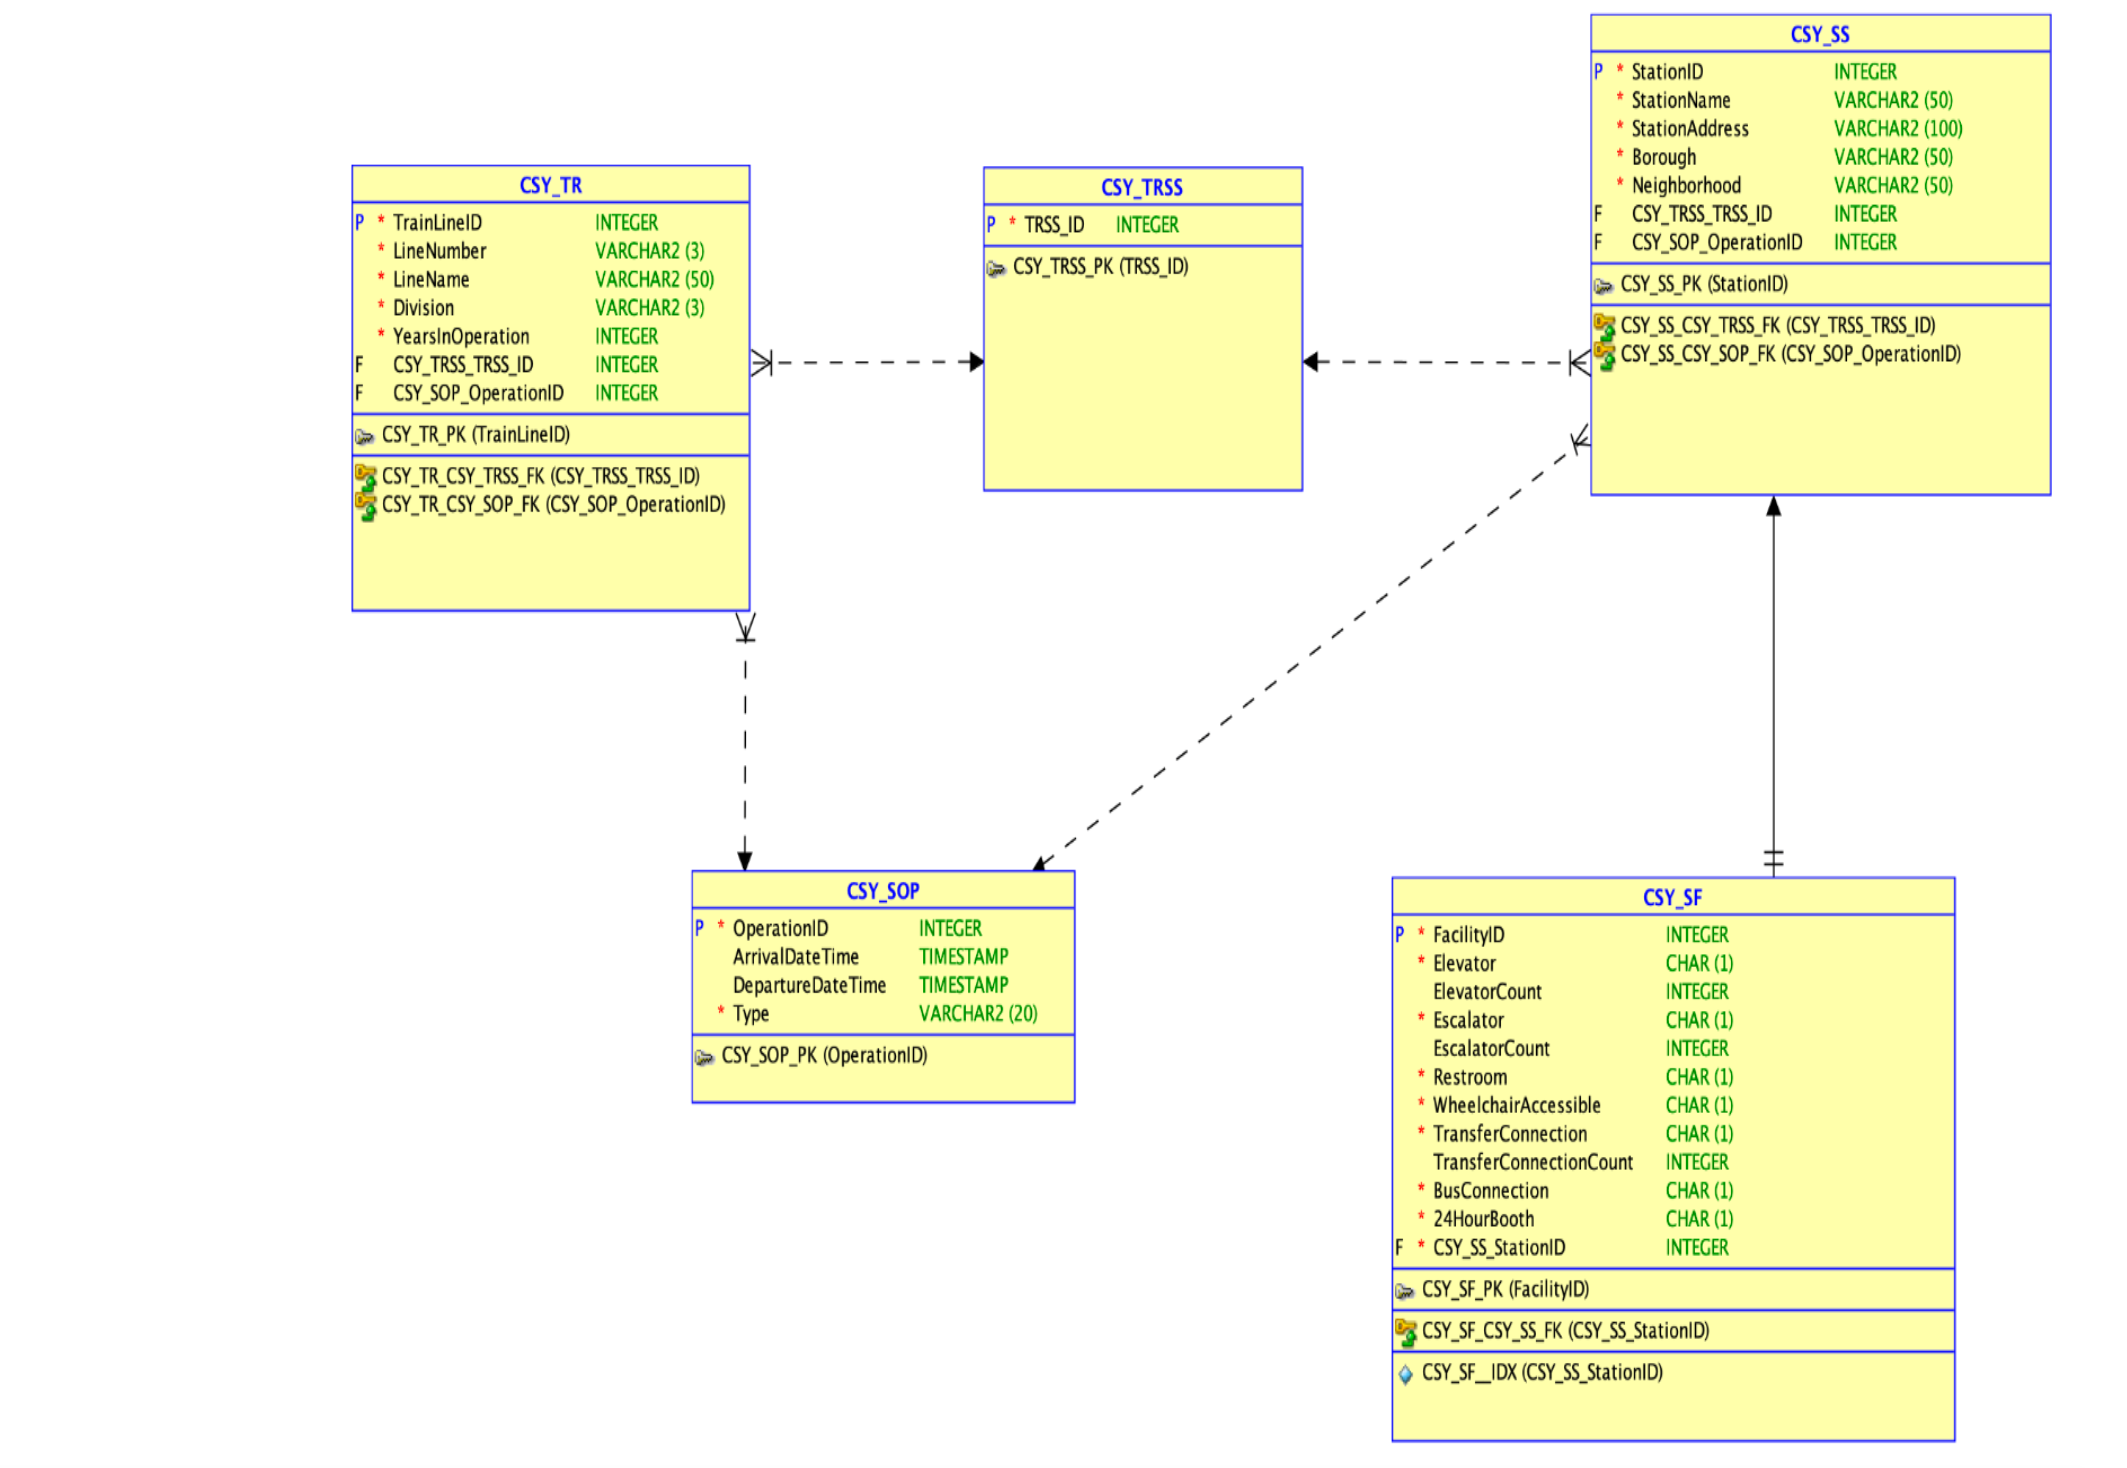 CSY_SS
P * StationID INTEGER
* StationName VARCHAR2 (50)
* StationAddress VARCHAR2 (100)
* Borough VARCHAR2 (50)
* Neighborhood VARCHAR2 (50)
F CSY_TRSS_TRSS_ID INTEGER
F CSY_SOP_OperationID INTEGER
CSY_SS_PK (StationID)
CSY_SS_CSY_TRSS_FK (CSY_TRSS_TRSS_ID)
CSY_SS_CSY_SOP_FK (CSY_SOP_OperationID)
CSY_TR
P * TrainLineID INTEGER
* LineNumber VARCHAR2 (3)
* LineName VARCHAR2 (50)
* Division VARCHAR2 (3)
* YearsInOperation INTEGER
F CSY_TRSS_TRSS_ID INTEGER
F CSY_SOP_OperationID INTEGER
CSY_TR_PK (TrainLineID)
CSY_TR_CSY_TRSS_FK (CSY_TRSS_TRSS_ID)
CSY_TR_CSY_SOP_FK (CSY_SOP_OperationID)
CSY_TRSS
P * TRSS_ID INTEGER
CSY_TRSS_PK (TRSS_ID)
CSY_SOP
P * OperationID INTEGER
ArrivalDateTime TIMESTAMP
DepartureDateTime TIMESTAMP
* Type VARCHAR2 (20)
CSY_SOP_PK (OperationID)
CSY_SF
P * FacilityID INTEGER
* Elevator CHAR (1)
ElevatorCount INTEGER
* Escalator CHAR (1)
EscalatorCount INTEGER
* Restroom CHAR (1)
* WheelchairAccessible CHAR (1)
* TransferConnection CHAR (1)
TransferConnectionCount INTEGER
* BusConnection CHAR (1)
* 24HourBooth CHAR (1)
F * CSY_SS_StationID INTEGER
CSY_SF_PK (FacilityID)
CSY_SF_CSY_SS_FK (CSY_SS_StationID)
CSY_SF__IDX (CSY_SS_StationID)